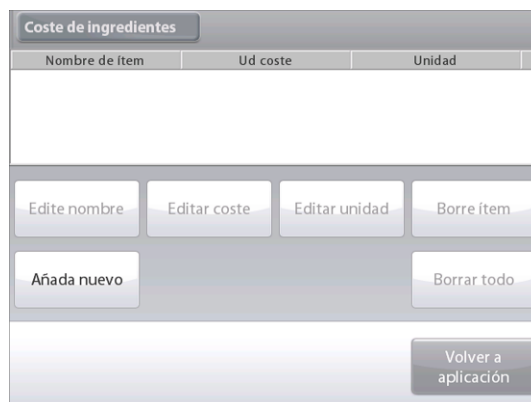 Coste de ingredientes
Nombre de ítem Ud coste Unidad
Edite nombre Editar coste Editar unidad Borre ítem
Añada nuevo Borrar todo
Volver a
aplicación